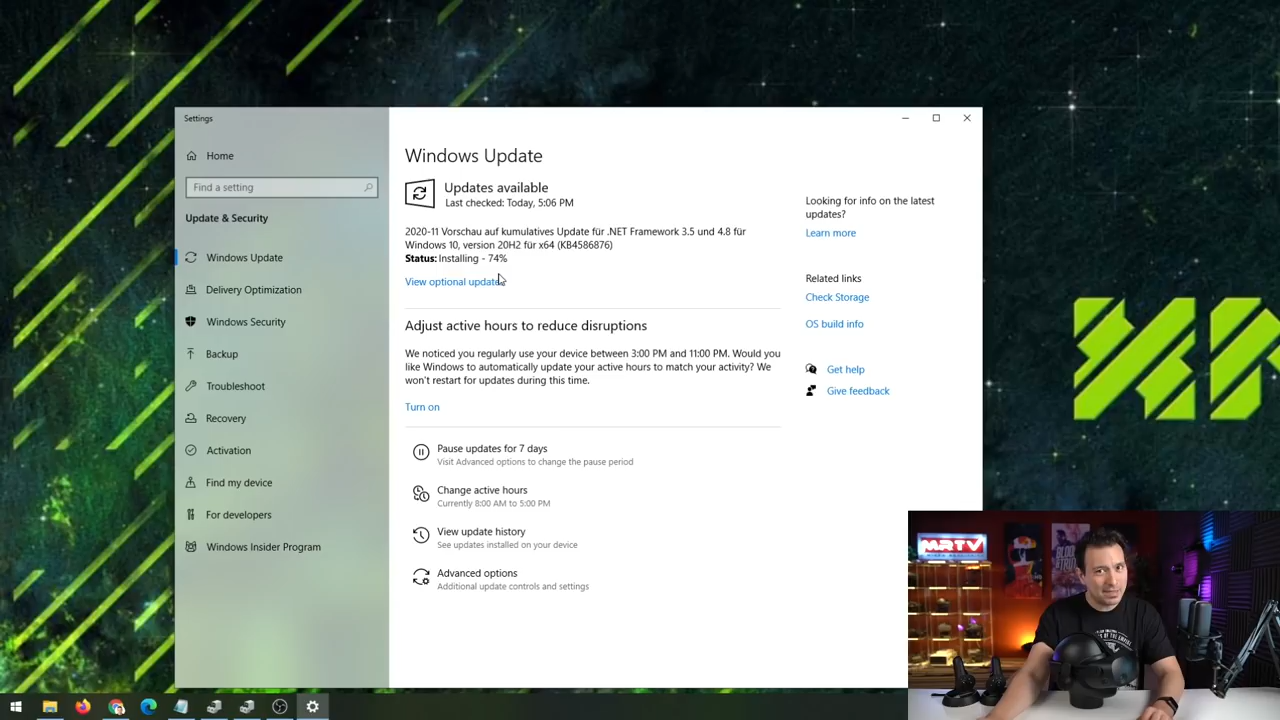 Settings
Home
Find a setting
Update & Security
Windows Update
Delivery Optimization
Windows Security
Backup
Troubleshoot
Recovery
Activation
Find my device
For developers
Windows Insider Program
Windows Update
Updates available
Last checked: Today, 5:06 PM
2020-11 Vorschau auf kumulatives Update für .NET Framework 3.5 und 4.8 für
Windows 10, version 20H2 für x64 (KB4586876)
Status: Installing - 74%
View optional updates
Adjust active hours to reduce disruptions
We noticed you regularly use your device between 3:00 PM and 11:00 PM. Would you
like Windows to automatically update your active hours to match your activity? We
won't restart for updates during this time.
Turn on
Pause updates for 7 days
Visit Advanced options to change the pause period
Change active hours
Currently 8:00 AM to 5:00 PM
View update history
See updates installed on your device
Advanced options
Additional update controls and settings
Looking for info on the latest
updates?
Learn more
Related links
Check Storage
OS build info
Get help
Give feedback
MRTV